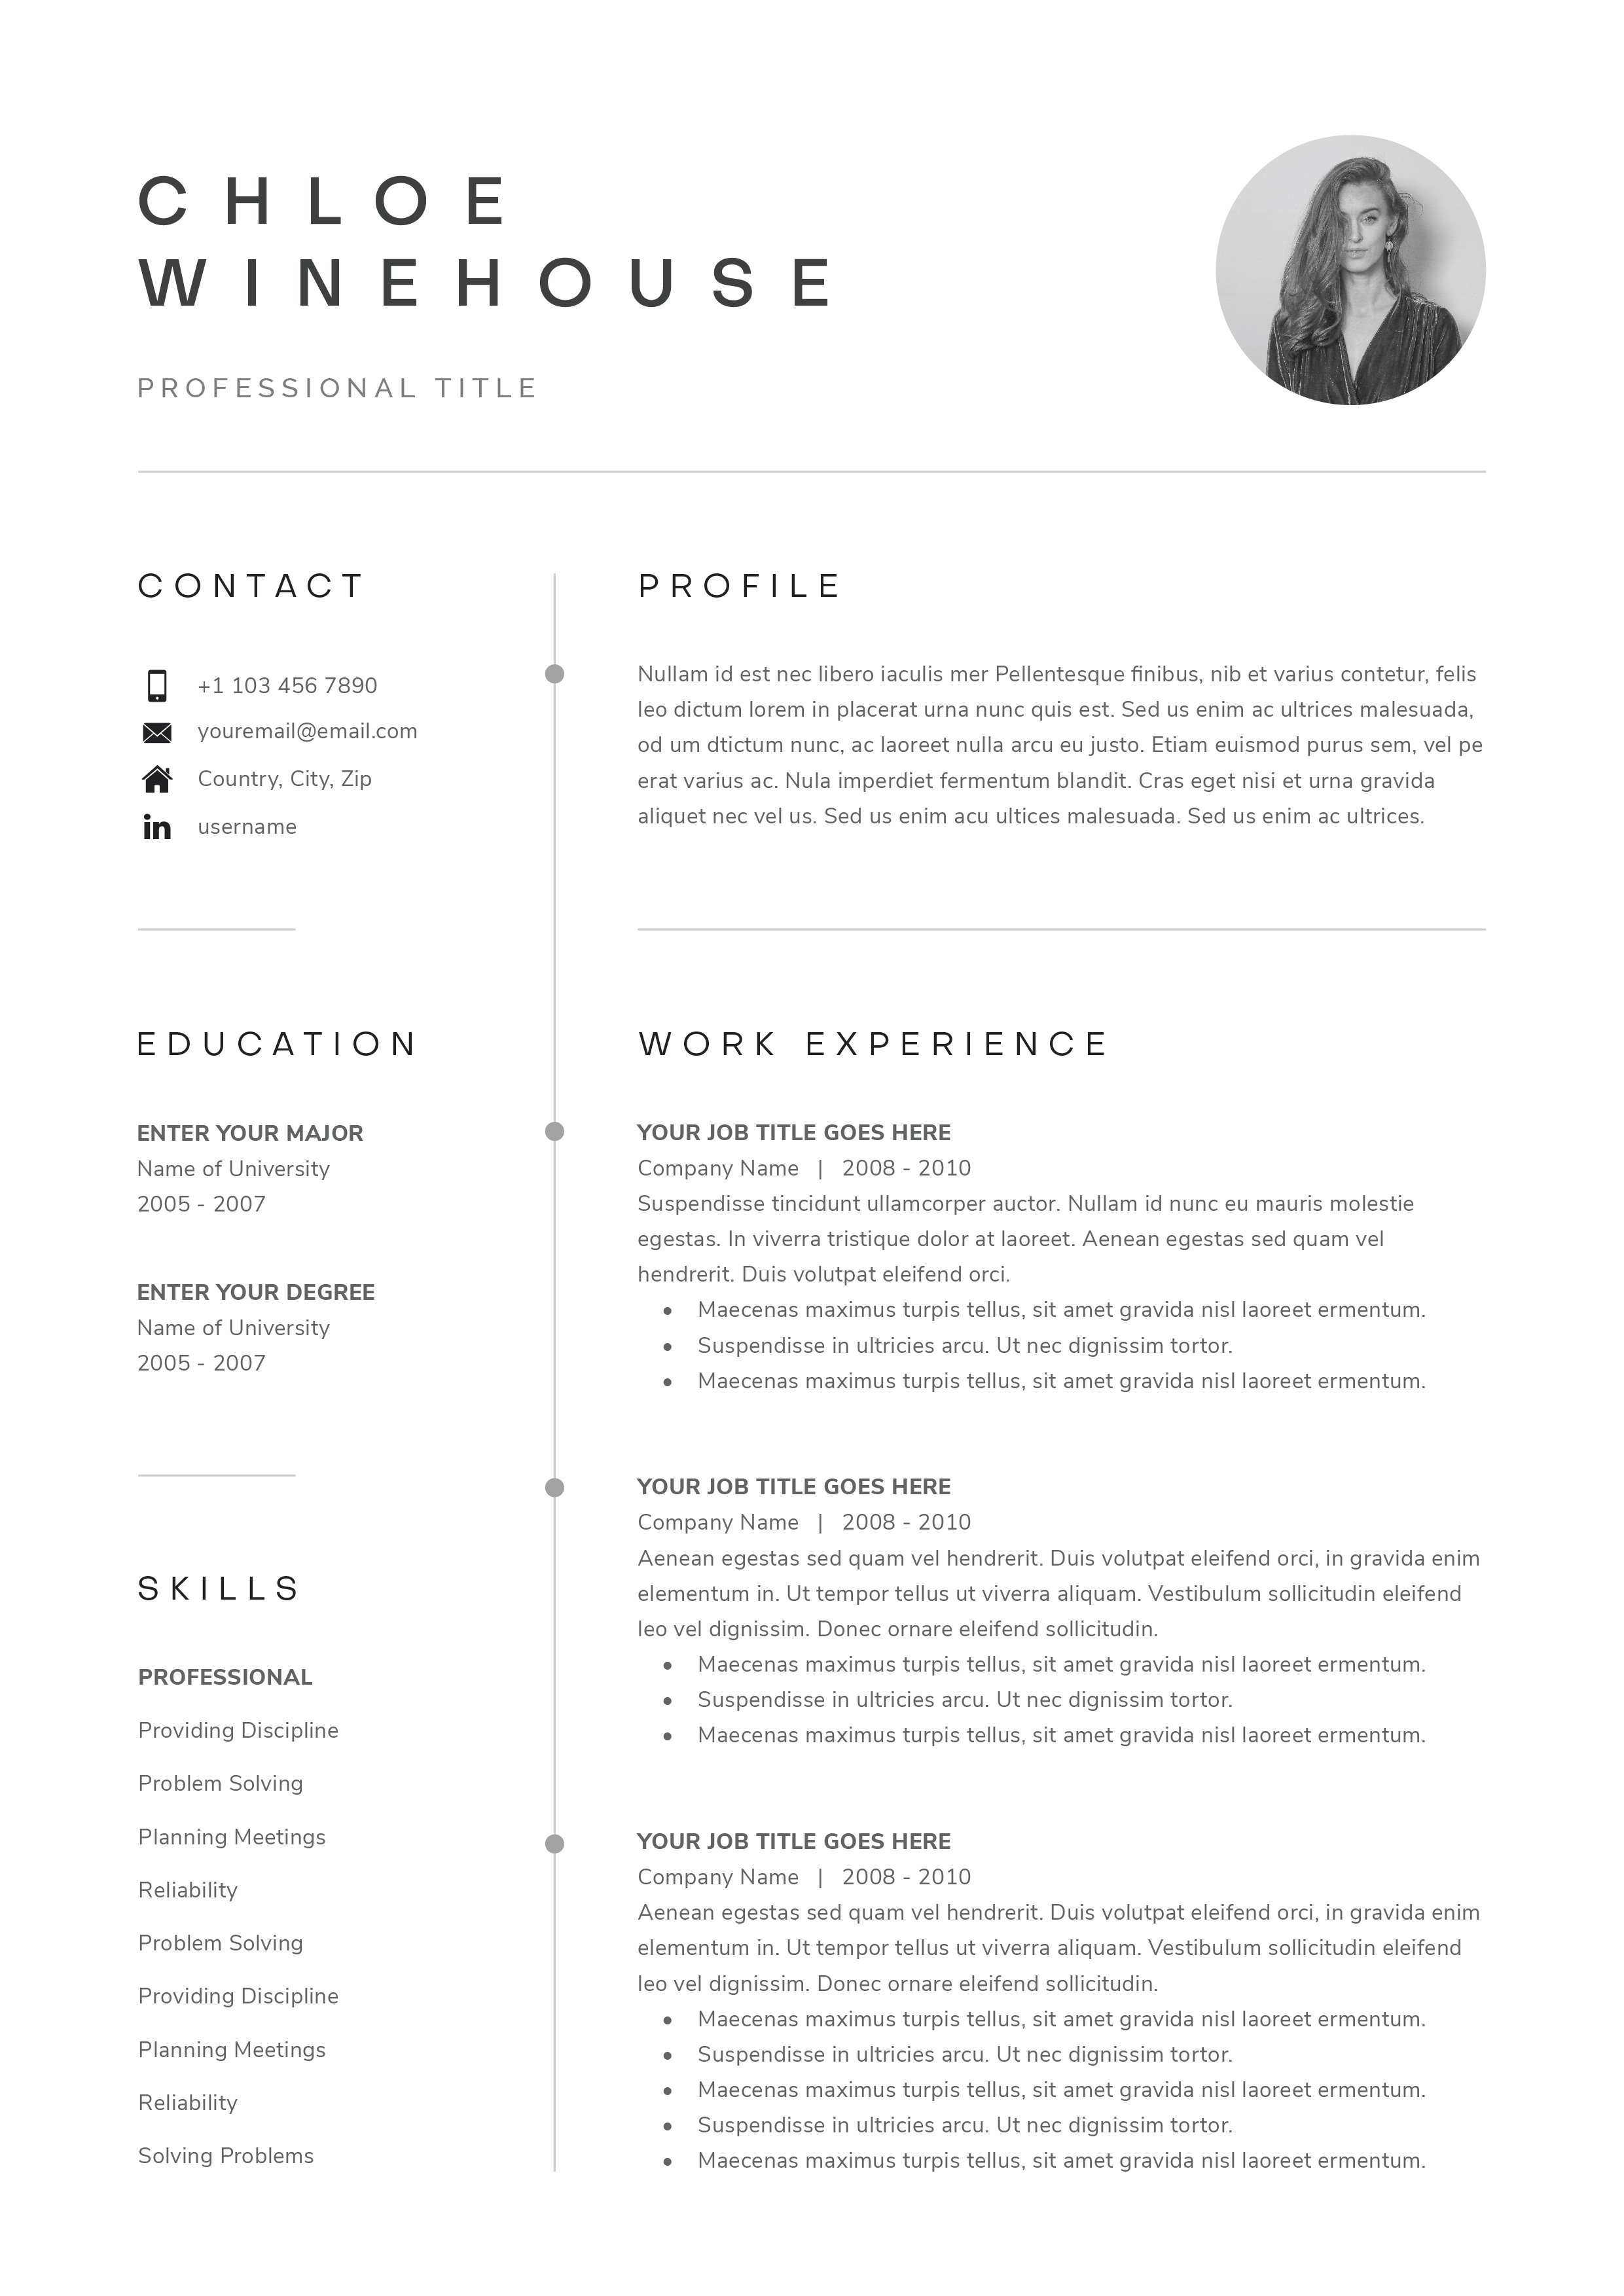 CHLOE
WINEHOUSE
PROFESSIONAL TITLE
CONTACT
+1 103 456 7890
youremail@email.com
Country, City, Zip
in username
EDUCATION
ENTER YOUR MAJOR
Name of University
2005 - 2007
ENTER YOUR DEGREE
Name of University
2005 - 2007
SKILLS
PROFESSIONAL
Providing Discipline
Problem Solving
Planning Meetings
Reliability
Problem Solving
Providing Discipline
Planning Meetings
Reliability
Solving Problems
PROFILE
Nullam id est nec libero iaculis mer Pellentesque finibus, nib et varius contetur, felis
leo dictum lorem in placerat urna nunc quis est. Sed us enim ac ultrices malesuada,
od um dtictum nunc, ac laoreet nulla arcu eu justo. Etiam euismod purus sem, vel pe
erat varius ac. Nula imperdiet fermentum blandit. Cras eget nisi et urna gravida
aliquet nec vel us. Sed us enim acu ultices malesuada. Sed us enim ac ultrices.
WORK EXPERIENCE
YOUR JOB TITLE GOES HERE
Company Name | 2008 - 2010
Suspendisse tincidunt ullamcorper auctor. Nullam id nunc eu mauris molestie
egestas. In viverra tristique dolor at laoreet. Aenean egestas sed quam vel
hendrerit. Duis volutpat eleifend orci.
• Maecenas maximus turpis tellus, sit amet gravida nisl laoreet ermentum.
• Suspendisse in ultricies arcu. Ut nec dignissim tortor.
• Maecenas maximus turpis tellus, sit amet gravida nisl laoreet ermentum.
YOUR JOB TITLE GOES HERE
Company Name | 2008 - 2010
Aenean egestas sed quam vel hendrerit. Duis volutpat eleifend orci, in gravida enim
elementum in. Ut tempor tellus ut viverra aliquam. Vestibulum sollicitudin eleifend
leo vel dignissim. Donec ornare eleifend sollicitudin.
• Maecenas maximus turpis tellus, sit amet gravida nisl laoreet ermentum.
• Suspendisse in ultricies arcu. Ut nec dignissim tortor.
• Maecenas maximus turpis tellus, sit amet gravida nisl laoreet ermentum.
YOUR JOB TITLE GOES HERE
Company Name | 2008 - 2010
Aenean egestas sed quam vel hendrerit. Duis volutpat eleifend orci, in gravida enim
elementum in. Ut tempor tellus ut viverra aliquam. Vestibulum sollicitudin eleifend
leo vel dignissim. Donec ornare eleifend sollicitudin.
• Maecenas maximus turpis tellus, sit amet gravida nisl laoreet ermentum.
• Suspendisse in ultricies arcu. Ut nec dignissim tortor.
• Maecenas maximus turpis tellus, sit amet gravida nisl laoreet ermentum.
• Suspendisse in ultricies arcu. Ut nec dignissim tortor.
• Maecenas maximus turpis tellus, sit amet gravida nisl laoreet ermentum.